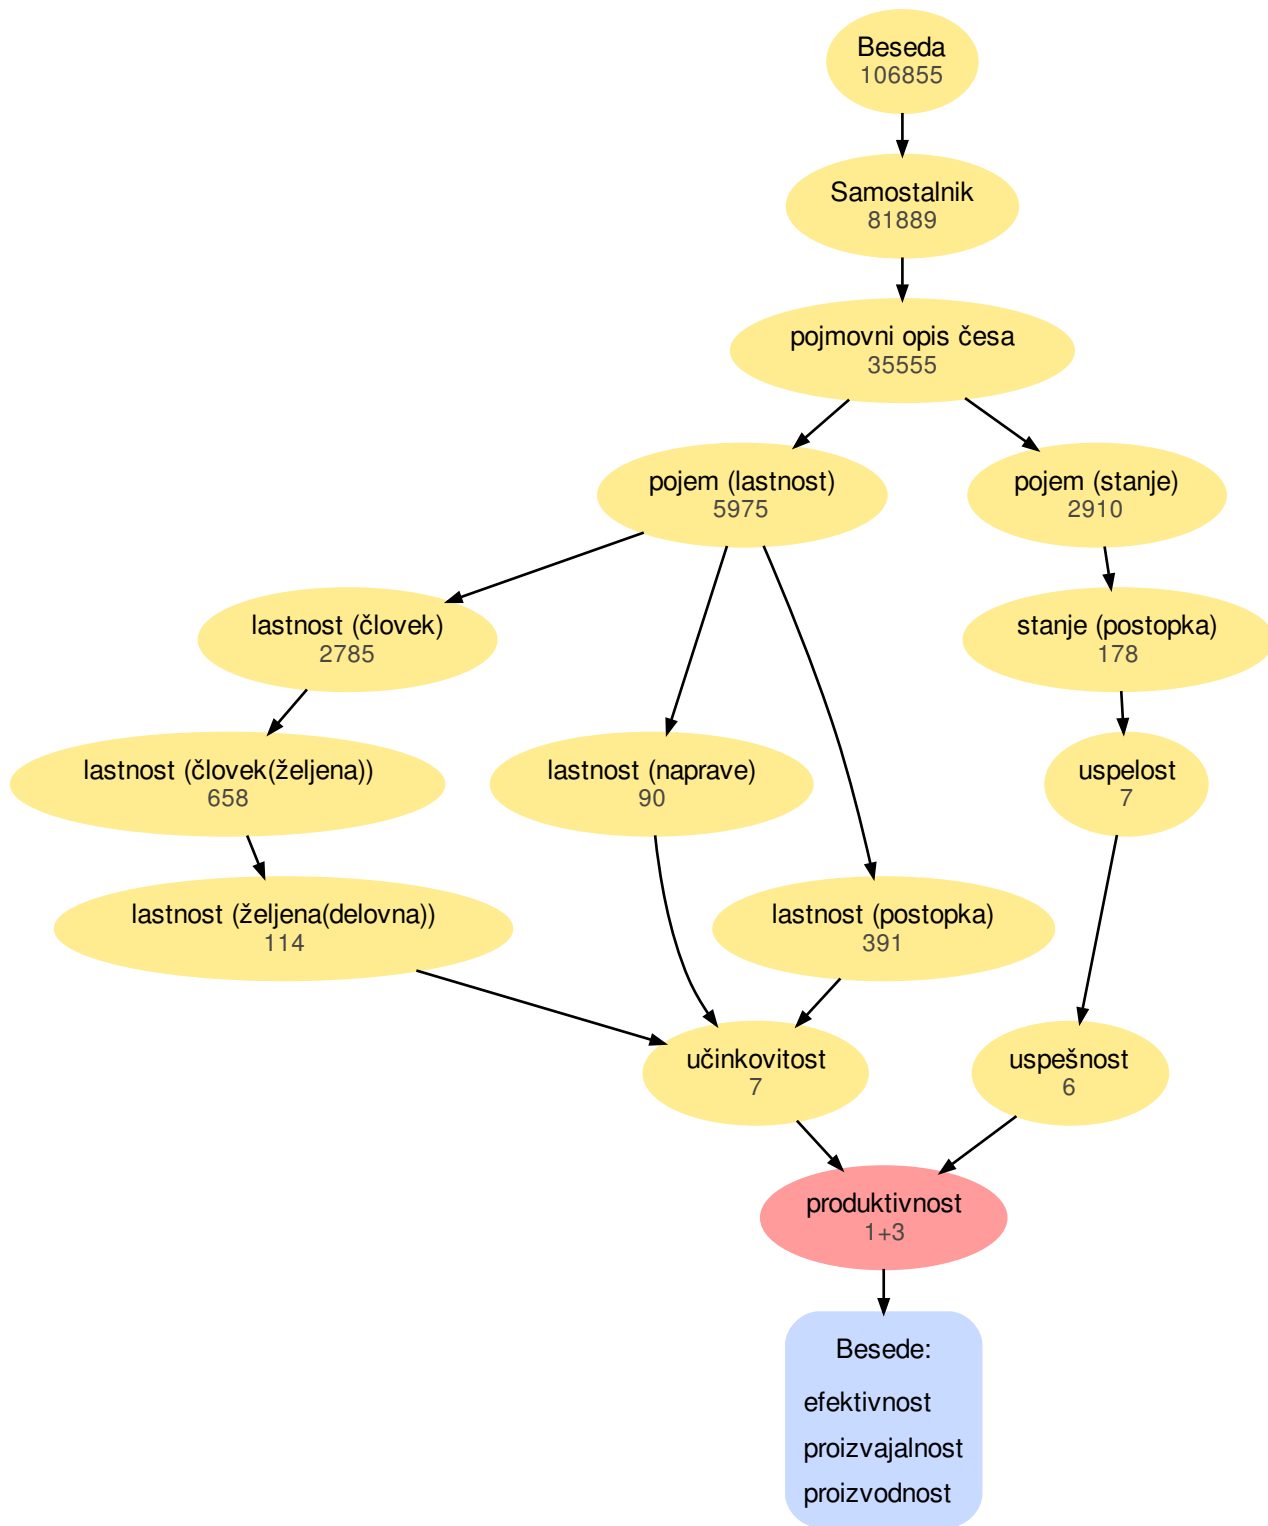 Beseda
106855
Samostalnik
81889
pojmovni opis česa
35555
pojem (lastnost)
5975
pojem (stanje)
2910
lastnost (človek)
2785
stanje (postopka)
178
lastnost (človek(željena))
658
lastnost (naprave)
90
uspelost
7
lastnost (željena(delovna))
114
lastnost (postopka)
391
učinkovitost
7
uspešnost
6
produktivnost
1+3
Besede:
efektivnost
proizvajalnost
proizvodnost